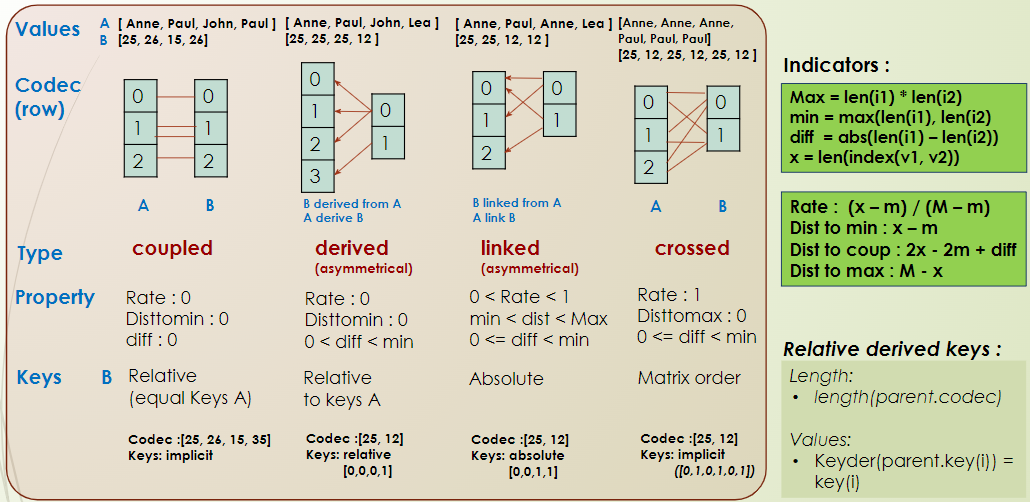 Values
A
B
[ Anne, Paul, John, Paul ]
[25, 26, 15, 26]
[ Anne, Paul, John, Lea ]
[25, 25, 25, 12 ]
[ Anne, Paul, Anne, Lea ]
[25, 25, 12, 12 ]
[Anne, Anne, Anne,
Paul, Paul, Paul]
[25, 12, 25, 12, 25, 12 ]
Codec
(row)
0
1
2
0
1
2
0
1
2
3
0
1
0
1
2
0
1
0
1
2
0
1
A
B
B derived from A
A derive B
B linked from A
A link B
A
B
Type
coupled
derived
(asymmetrical)
linked
(asymmetrical)
crossed
Property
Rate : 0
Disttomin : 0
diff : 0
Rate : 0
Disttomin : 0
0 < diff < min
0 < Rate < 1
min < dist < Max
0 <= diff < min
Rate : 1
Disttomax : 0
0 <= diff < min
Keys
B
Relative
(equal Keys A)
Relative
to keys A
Absolute
Matrix order
Codec :[25, 26, 15, 35]
Keys: implicit
Codec :[25, 12]
Keys: relative
[0,0,0,1]
Codec :[25, 12]
Keys: absolute
[0,0,1,1]
Codec :[25, 12]
Keys: implicit
([0,1,0,1,0,1])
Indicators :
Max = len(i1) * len(i2)
min = max(len(i1), len(i2)
diff = abs(len(i1) – len(i2))
x = len(index(v1, v2))
Rate : (x – m) / (M – m)
Dist to min : x – m
Dist to coup : 2x - 2m + diff
Dist to max : M - x
Relative derived keys :
Length:
• length(parent.codec)
Values:
• Keyder(parent.key(i)) =
key(i)